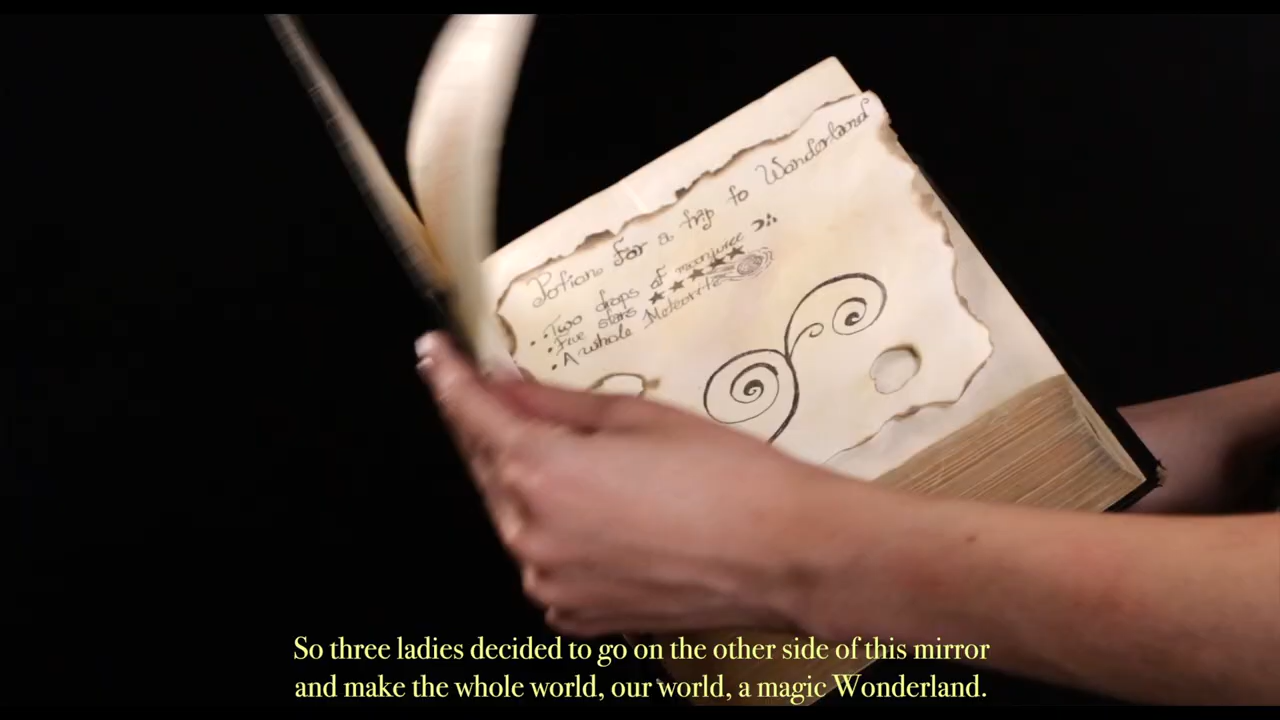 Potion for a trip to Wonderland
• Two drops of moonjuice
• Five stars
• A whole Meteorite
So three ladies decided to go on the other side of this mirror
and make the whole world, our world, a magic Wonderland.